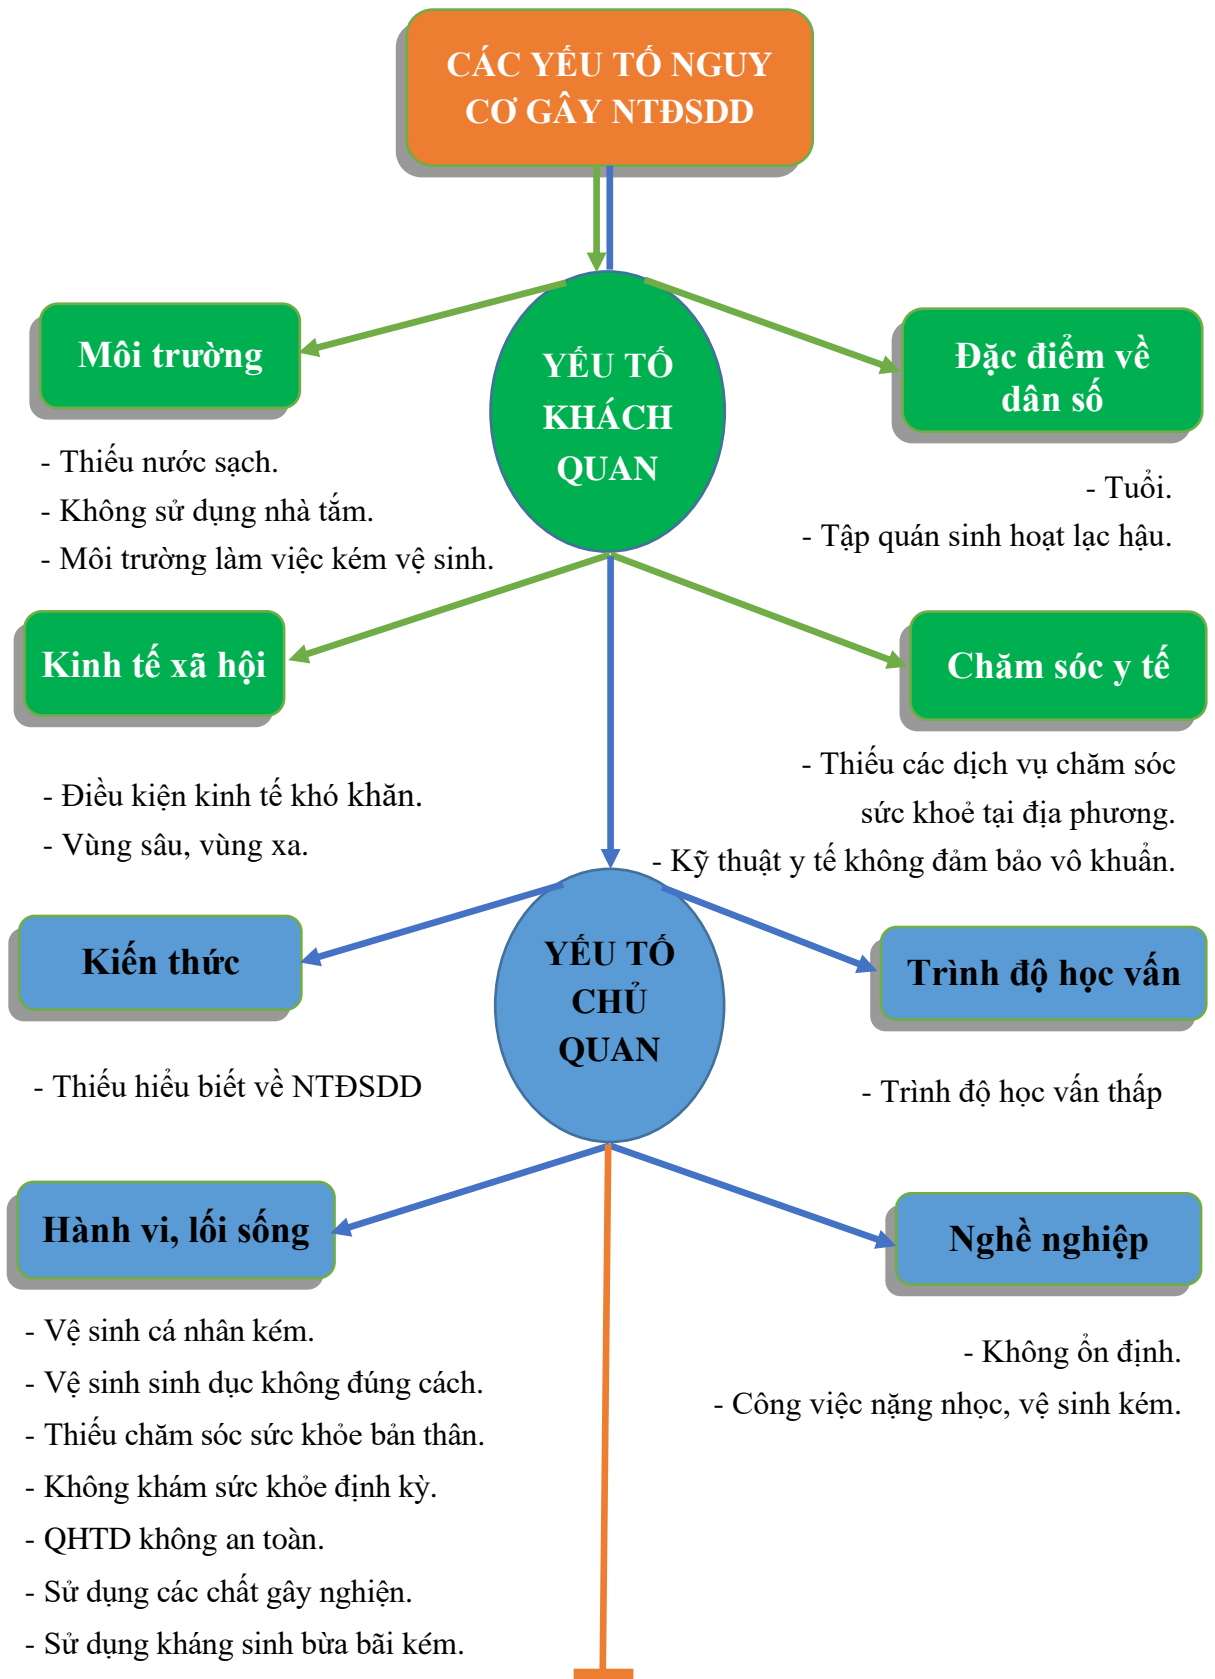 CÁC YẾU TỐ NGUY
CƠ GÂY NTĐSDD
Môi trường
- Thiếu nước sạch.
- Không sử dụng nhà tắm.
- Môi trường làm việc kém vệ sinh.
YẾU TỐ
KHÁCH
QUAN
Đặc điểm về
dân số
- Tuổi.
- Tập quán sinh hoạt lạc hậu.
Kinh tế xã hội
- Điều kiện kinh tế khó khăn.
- Vùng sâu, vùng xa.
Chăm sóc y tế
- Thiếu các dịch vụ chăm sóc
sức khoẻ tại địa phương.
- Kỹ thuật y tế không đảm bảo vô khuẩn.
Kiến thức
- Thiếu hiểu biết về NTĐSDD
YẾU TỐ
CHỦ
QUAN
Trình độ học vấn
- Trình độ học vấn thấp
Hành vi, lối sống
- Vệ sinh cá nhân kém.
- Vệ sinh sinh dục không đúng cách.
- Thiếu chăm sóc sức khỏe bản thân.
- Không khám sức khỏe định kỳ.
- QHTD không an toàn.
- Sử dụng các chất gây nghiện.
- Sử dụng kháng sinh bừa bãi kém.
Nghề nghiệp
- Không ổn định.
- Công việc nặng nhọc, vệ sinh kém.